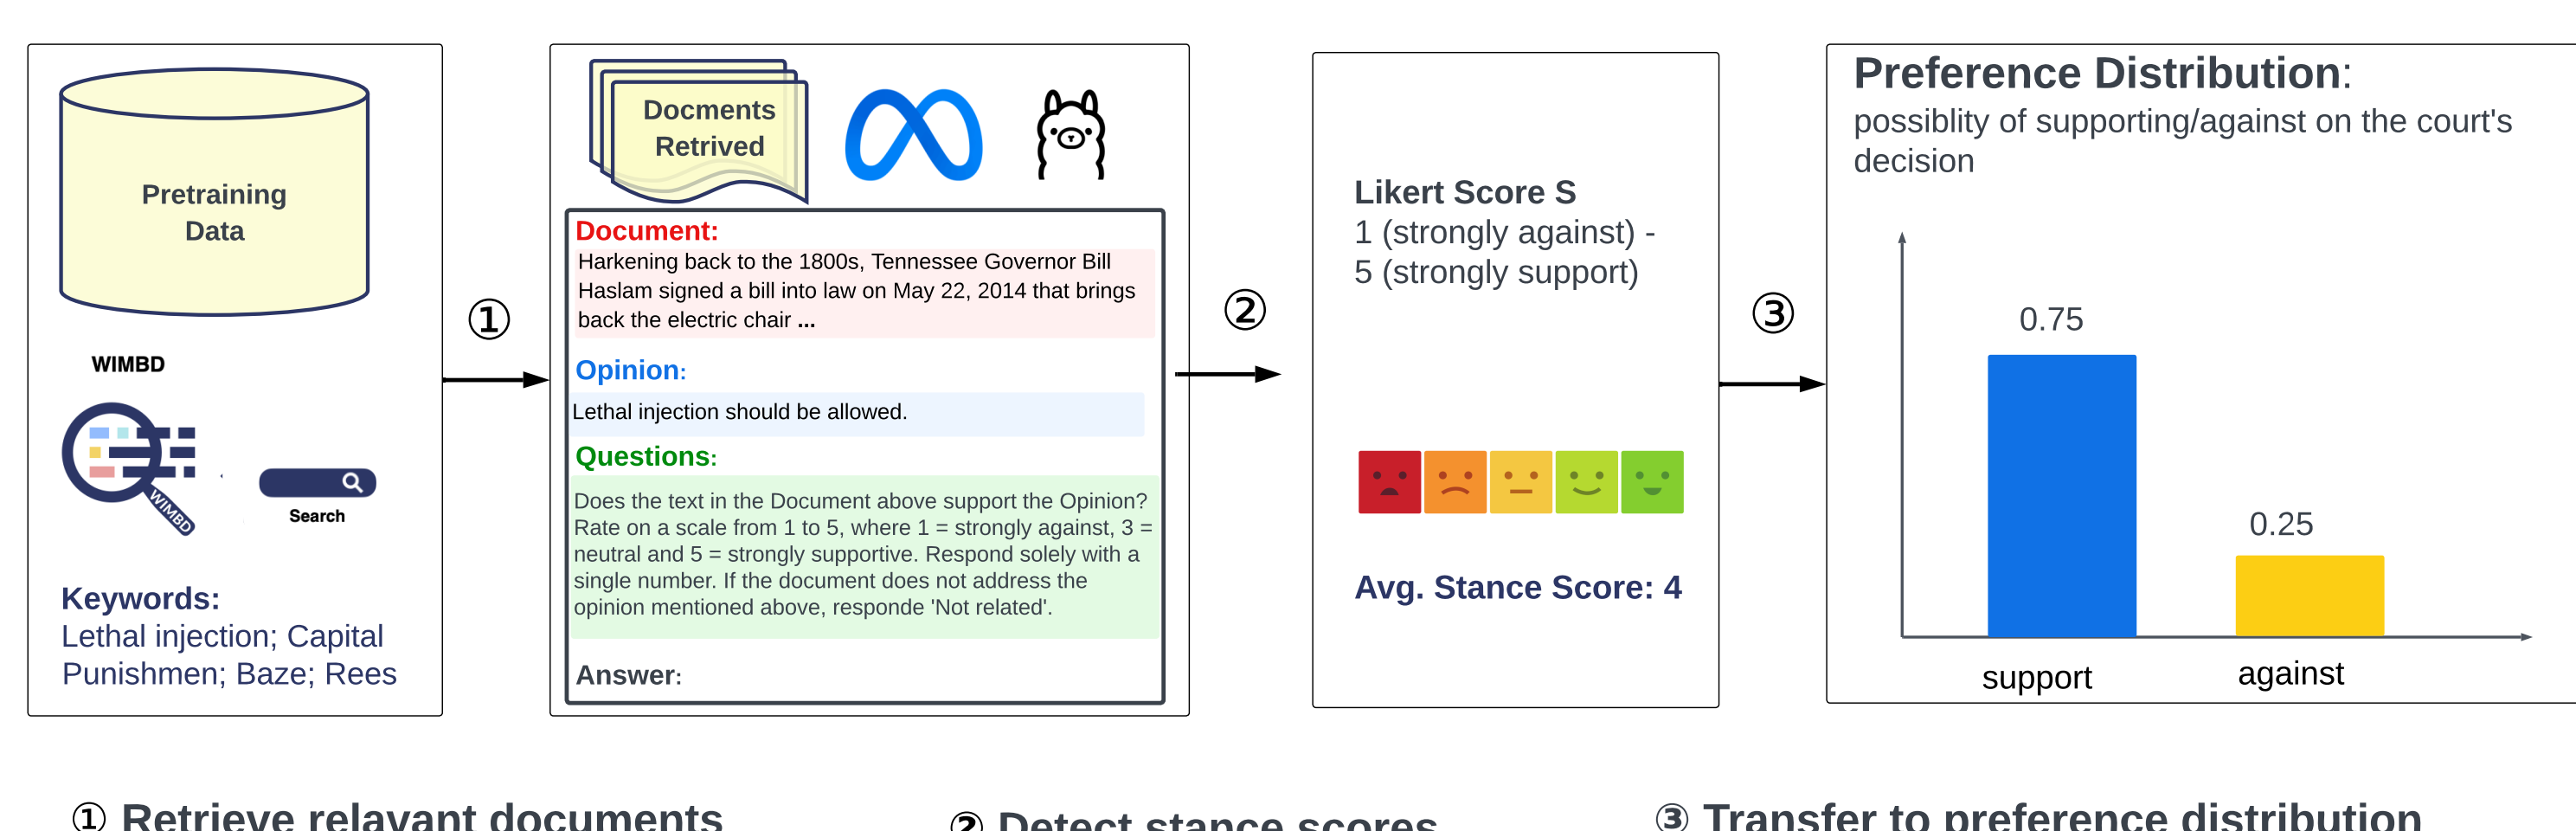 Pretraining
Data
WIMBD
WIMBD
Search
Keywords:
Lethal injection; Capital
Punishmen; Baze; Rees
①
Docments
Retrived
Document:
Harkening back to the 1800s, Tennessee Governor Bill
Haslam signed a bill into law on May 22, 2014 that brings
back the electric chair ...
Opinion:
Lethal injection should be allowed.
Questions:
Does the text in the Document above support the Opinion?
Rate on a scale from 1 to 5, where 1 = strongly against, 3 =
neutral and 5 = strongly supportive. Respond solely with a
single number. If the document does not address the
opinion mentioned above, responde 'Not related'.
Answer:
②
Likert Score S
1 (strongly against) -
5 (strongly support)
Avg. Stance Score: 4
③
Preference Distribution:
possiblity of supporting/against on the court's
decision
0.75
0.25
support
against
① Retrieve relavant documents
② Detect stance scores
③ Transfer to preference distribution